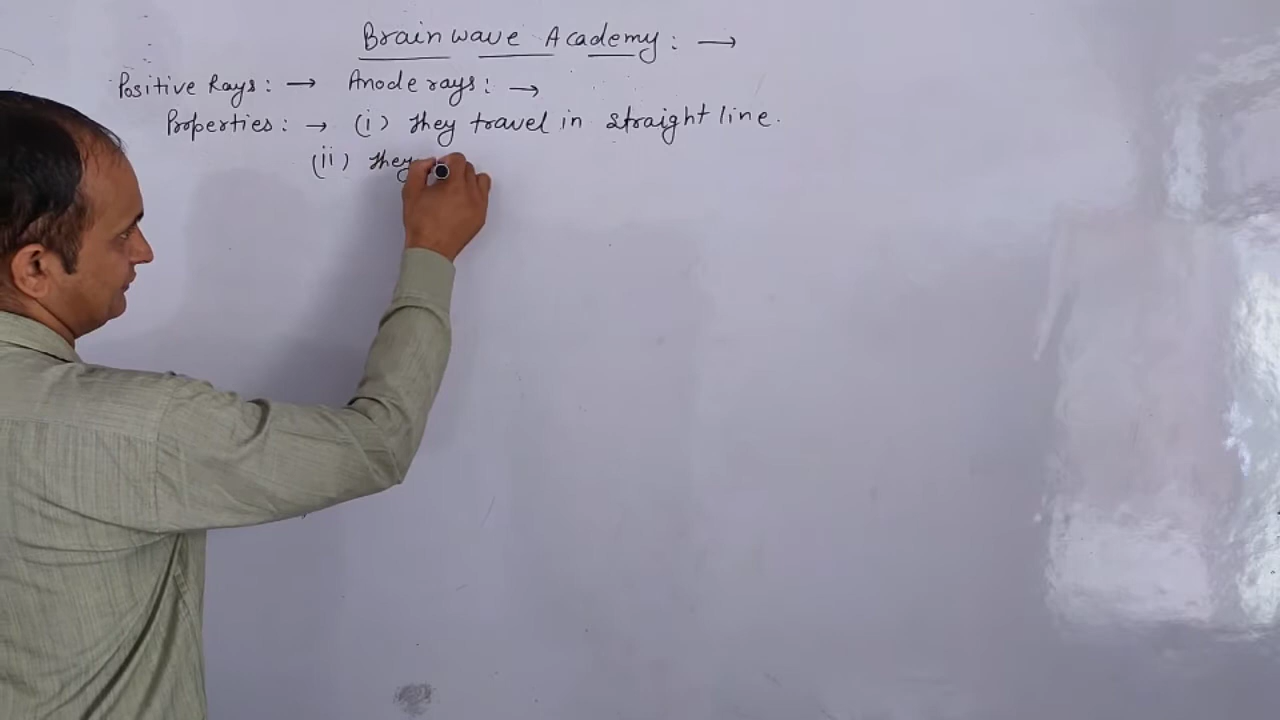 Brainwave Academy: →
Positive Rays: → Anode rays: →
Properties: → (i) They travel in straight line.
(ii) They